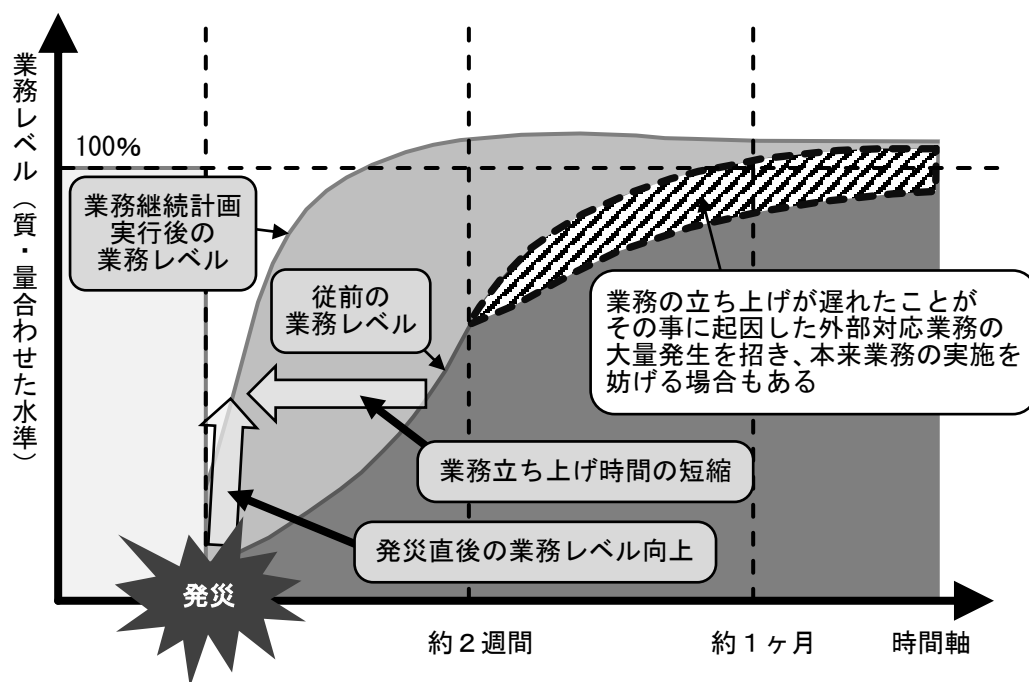 業務レベル（質・量合わせた水準）
100%
業務継続計画
実行後の
業務レベル
従前の
業務レベル
業務の立ち上げが遅れたことが
その事に起因した外部対応業務の
大量発生を招き、本来業務の実施を
妨げる場合もある
業務立ち上げ時間の短縮
発災直後の業務レベル向上
発災
約２週間
約１ヶ月
時間軸